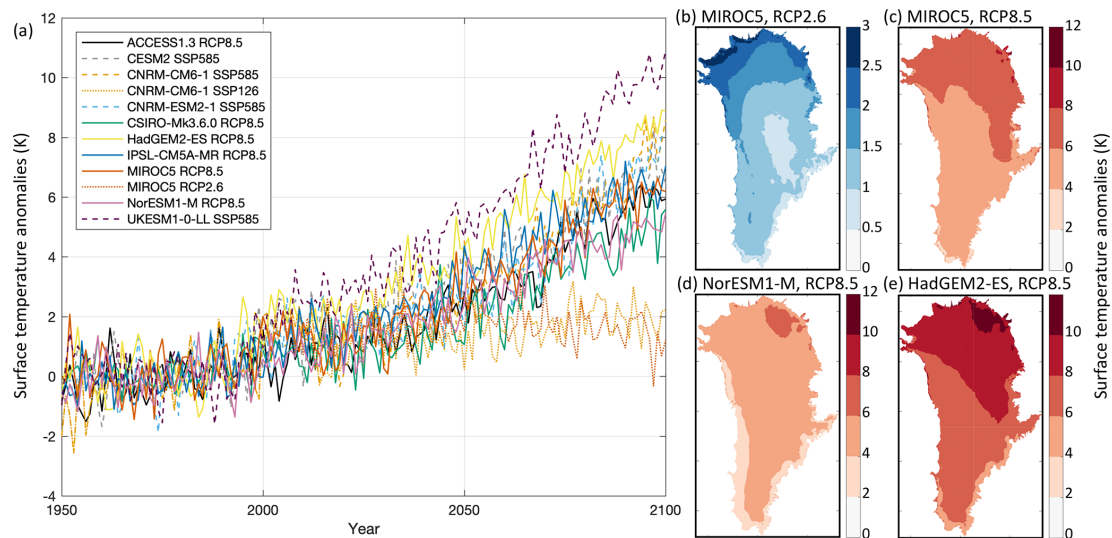 (a)
Surface temperature anomalies (K)
12
10
8
6
4
2
0
-2
-4
1950
2000
2050
2100
Year
ACCESS1.3 RCP8.5
CESM2 SSP585
CNRM-CM6-1 SSP585
CNRM-CM6-1 SSP126
CNRM-ESM2-1 SSP585
CSIRO-Mk3.6.0 RCP8.5
HadGEM2-ES RCP8.5
IPSL-CM5A-MR RCP8.5
MIROC5 RCP8.5
MIROC5 RCP2.6
NorESM1-M RCP8.5
UKESM1-0-LL SSP585
(b) MIROC5, RCP2.6
3
2.5
2
1.5
1
0.5
0
(c) MIROC5, RCP8.5
12
10
8
6
4
2
0
(d) NorESM1-M, RCP8.5
12
10
8
6
4
2
0
(e) HadGEM2-ES, RCP8.5
10
8
6
4
2
0
Surface temperature anomalies (K)